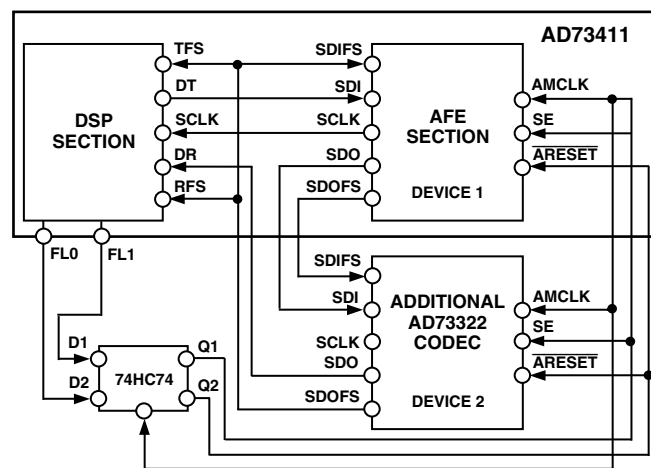 AD73411
TFS
DT
SCLK
DR
RFS
DSP
SECTION
SDIFS
SDI
SCLK
SDO
SDOFS
AFE
SECTION
DEVICE 1
AMCLK
SE
ARESET
FL0
FL1
SDIFS
SDI
SCLK
SDO
SDOFS
ADDITIONAL
AD73322
CODEC
DEVICE 2
AMCLK
SE
ARESET
D1
D2
74HC74
Q1
Q2